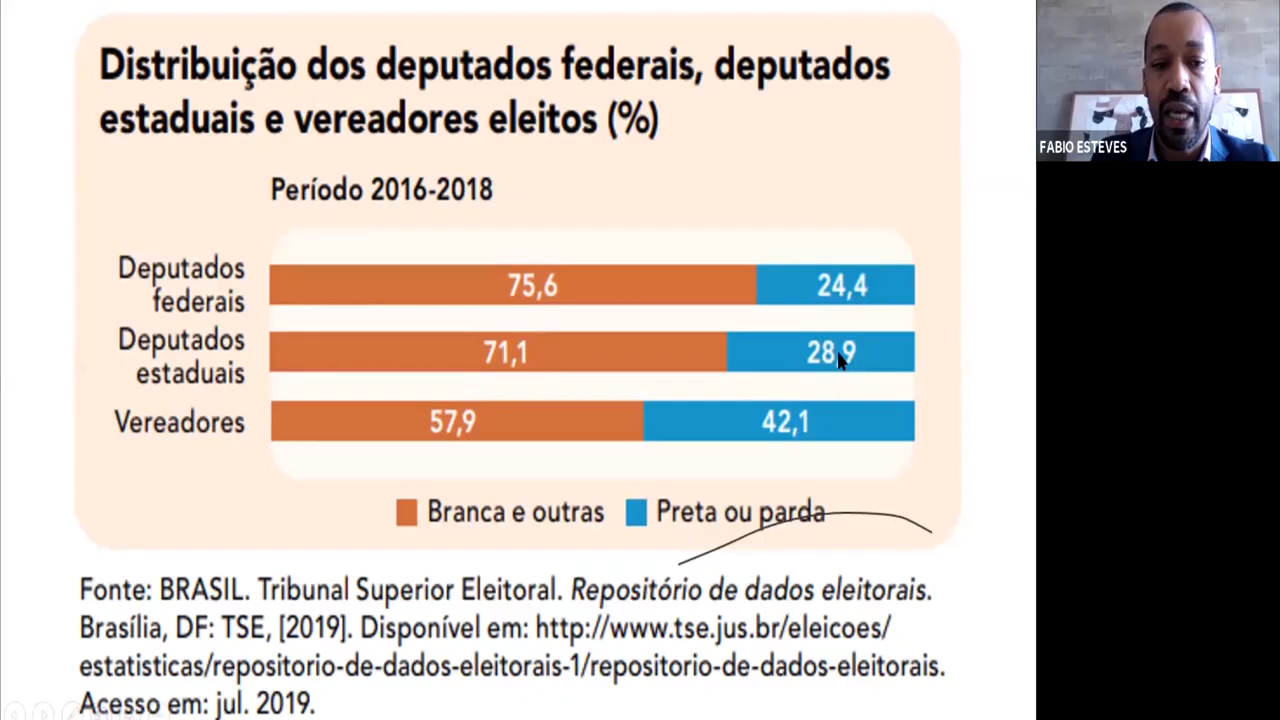 Distribuição dos deputados federais, deputados
estaduais e vereadores eleitos (%)
Período 2016-2018
Deputados
federais
75,6
24,4
Deputados
estaduais
71,1
28,9
Vereadores
57,9
42,1
Branca e outras
Preta ou parda
Fonte: BRASIL. Tribunal Superior Eleitoral. Repositório de dados eleitorais.
Brasília, DF: TSE, [2019]. Disponível em: http://www.tse.jus.br/eleicoes/
estatisticas/repositorio-de-dados-eleitorais-1/repositorio-de-dados-eleitorais.
Acesso em: jul. 2019.
FABIO ESTEVES